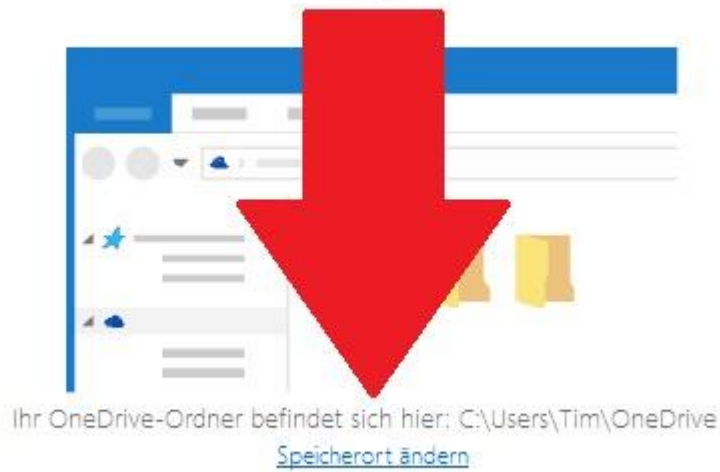 Ihr OneDrive-Ordner befindet sich hier: C:\Users\Tim\OneDrive
Speicherort ändern